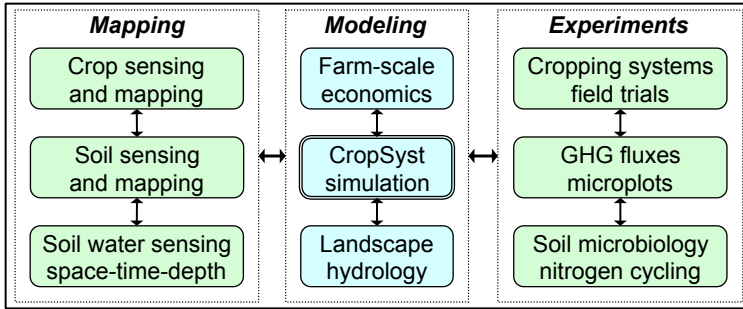 Mapping
Crop sensing
and mapping
Soil sensing
and mapping
Soil water sensing
space-time-depth
Modeling
Farm-scale
economics
CropSyst
simulation
Landscape
hydrology
Experiments
Cropping systems
field trials
GHG fluxes
microplots
Soil microbiology
nitrogen cycling